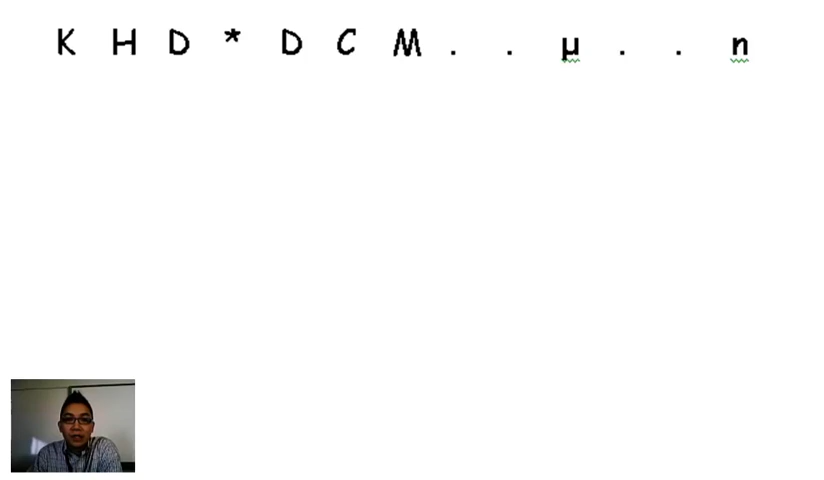 K H D * D C M . . μ . . n